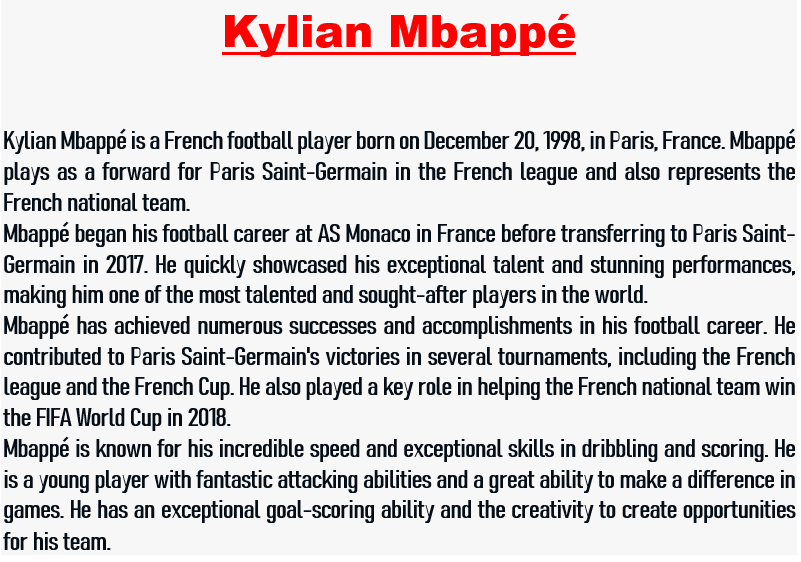 Kylian Mbappé
Kylian Mbappé is a French football player born on December 20, 1998, in Paris, France. Mbappé
plays as a forward for Paris Saint-Germain in the French league and also represents the
French national team.
Mbappé began his football career at AS Monaco in France before transferring to Paris Saint-
Germain in 2017. He quickly showcased his exceptional talent and stunning performances,
making him one of the most talented and sought-after players in the world.
Mbappé has achieved numerous successes and accomplishments in his football career. He
contributed to Paris Saint-Germain's victories in several tournaments, including the French
league and the French Cup. He also played a key role in helping the French national team win
the FIFA World Cup in 2018.
Mbappé is known for his incredible speed and exceptional skills in dribbling and scoring. He
is a young player with fantastic attacking abilities and a great ability to make a difference in
games. He has an exceptional goal-scoring ability and the creativity to create opportunities
for his team.